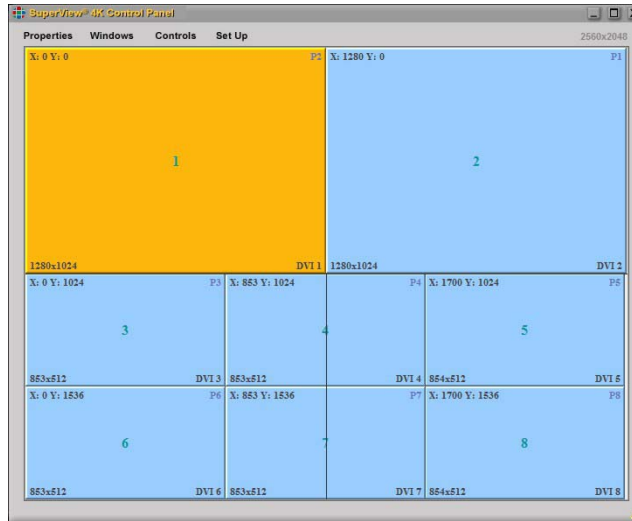 SuperView® 4K Control Panel
Properties Windows Controls Set Up 2560x2048
X: 0 Y: 0 P2 X: 1280 Y: 0 P1
1 2
1280x1024 DVI 1 1280x1024 DVI 2
X: 0 Y: 1024 P3 X: 853 Y: 1024 P4 X: 1700 Y: 1024 P5
3 4 5
853x512 DVI 3 853x512 DVI 4 854x512 DVI 5
X: 0 Y: 1536 P6 X: 853 Y: 1536 P7 X: 1700 Y: 1536 P8
6 7 8
853x512 DVI 6 853x512 DVI 7 854x512 DVI 8